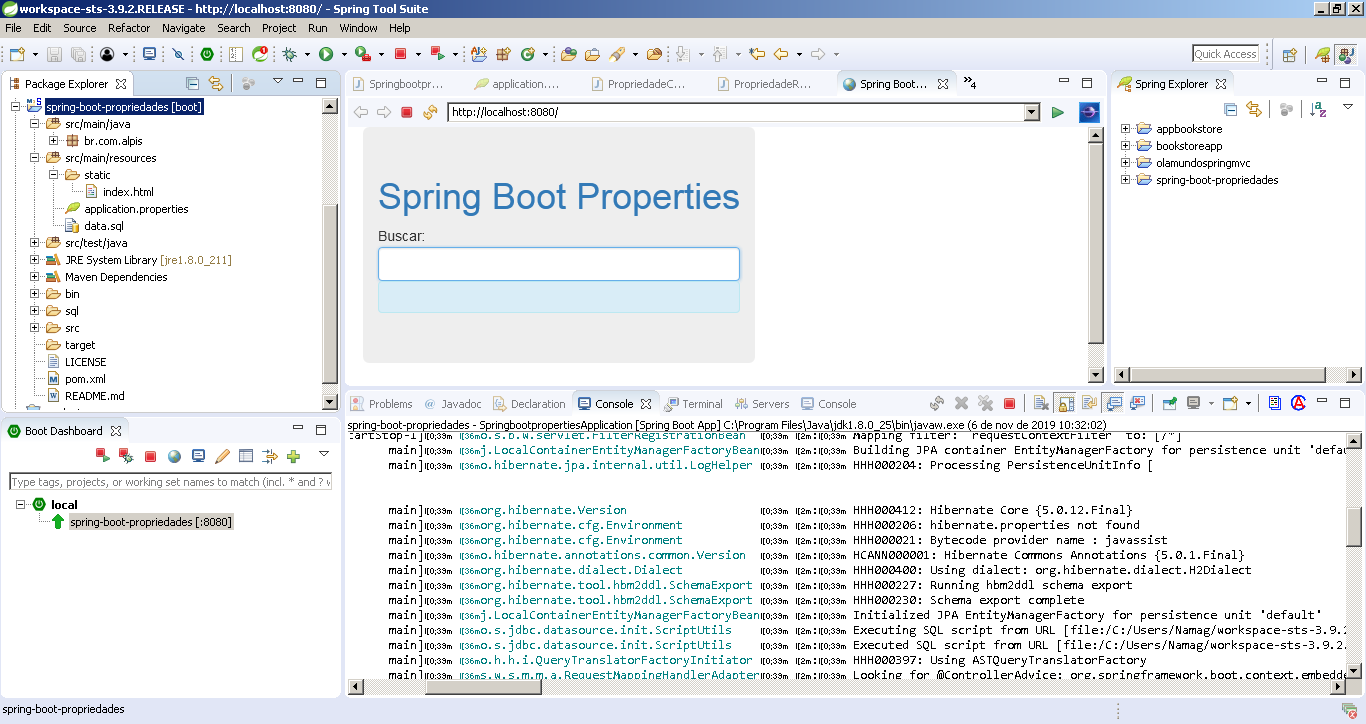 workspace-sts-3.9.2.RELEASE - http://localhost:8080/ - Spring Tool Suite
File Edit Source Refactor Navigate Search Project Run Window Help
Quick Access
Package Explorer
spring-boot-propriedades [boot]
src/main/java
br.com.alpis
src/main/resources
static
index.html
application.properties
data.sql
src/test/java
JRE System Library [jre1.8.0_211]
Maven Dependencies
bin
sql
src
target
LICENSE
pom.xml
README.md
Springbootpr... application.... PropriedadeC... PropriedadeR... Spring Boot... »4
http://localhost:8080/
Spring Boot Properties
Buscar:
Spring Explorer
appbookstore
bookstoreapp
olamundospringmvc
spring-boot-propriedades
Boot Dashboard
Type tags, projects, or working set names to match (incl. * and ? w
local
spring-boot-propriedades [:8080]
Problems Javadoc Declaration Console Terminal Servers Console
spring-boot-propriedades - SpringbootpropertiesApplication [Spring Boot App] C:\Program Files\Java\jdk1.8.0_25\bin\javaw.exe (6 de nov de 2019 10:32:02)
artStop-1][0;39m [36mo.s.b.w.servlet.FilterRegistrationBean [0;39m [2m:[0;39m Mapping filter: 'requestContextFilter' to: [/*]
main][0;39m [36mj.LocalContainerEntityManagerFactoryBean[0;39m [2m:[0;39m Building JPA container EntityManagerFactory for persistence unit 'defau
main][0;39m [36mo.hibernate.jpa.internal.util.LogHelper [0;39m [2m:[0;39m HHH000204: Processing PersistenceUnitInfo [
main][0;39m [36morg.hibernate.Version [0;39m [2m:[0;39m HHH000412: Hibernate Core {5.0.12.Final}
main][0;39m [36morg.hibernate.cfg.Environment [0;39m [2m:[0;39m HHH000206: hibernate.properties not found
main][0;39m [36morg.hibernate.cfg.Environment [0;39m [2m:[0;39m HHH000021: Bytecode provider name : javassist
main][0;39m [36mo.hibernate.annotations.common.Version [0;39m [2m:[0;39m HCANN000001: Hibernate Commons Annotations {5.0.1.Final}
main][0;39m [36morg.hibernate.dialect.Dialect [0;39m [2m:[0;39m HHH000400: Using dialect: org.hibernate.dialect.H2Dialect
main][0;39m [36morg.hibernate.tool.hbm2ddl.SchemaExport [0;39m [2m:[0;39m HHH000227: Running hbm2ddl schema export
main][0;39m [36morg.hibernate.tool.hbm2ddl.SchemaExport [0;39m [2m:[0;39m HHH000230: Schema export complete
main][0;39m [36mj.LocalContainerEntityManagerFactoryBean[0;39m [2m:[0;39m Initialized JPA EntityManagerFactory for persistence unit 'default'
main][0;39m [36mo.s.jdbc.datasource.init.ScriptUtils [0;39m [2m:[0;39m Executing SQL script from URL [file:/C:/Users/Namag/workspace-sts-3.9.2
main][0;39m [36mo.s.jdbc.datasource.init.ScriptUtils [0;39m [2m:[0;39m Executed SQL script from URL [file:/C:/Users/Namag/workspace-sts-3.9.2.
main][0;39m [36mo.h.h.i.QueryTranslatorFactoryInitiator [0;39m [2m:[0;39m HHH000397: Using ASTQueryTranslatorFactory
main][0;39m [36ms.w.s.m.m.a.RequestMappingHandlerAdapter[0;39m [2m:[0;39m Looking for @ControllerAdvice: org.springframework.boot.context.embedde
spring-boot-propriedades